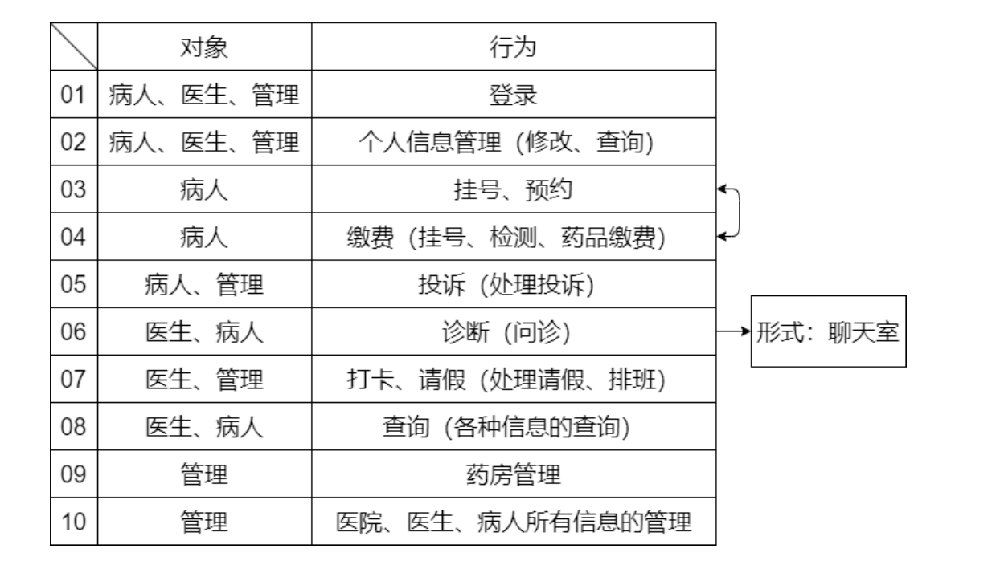 对象 行为
01 病人、医生、管理 登录
02 病人、医生、管理 个人信息管理（修改、查询）
03 病人 挂号、预约
04 病人 缴费（挂号、检测、药品缴费）
05 病人、管理 投诉（处理投诉）
06 医生、病人 诊断（问诊） 形式：聊天室
07 医生、管理 打卡、请假（处理请假、排班）
08 医生、病人 查询（各种信息的查询）
09 管理 药房管理
10 管理 医院、医生、病人所有信息的管理